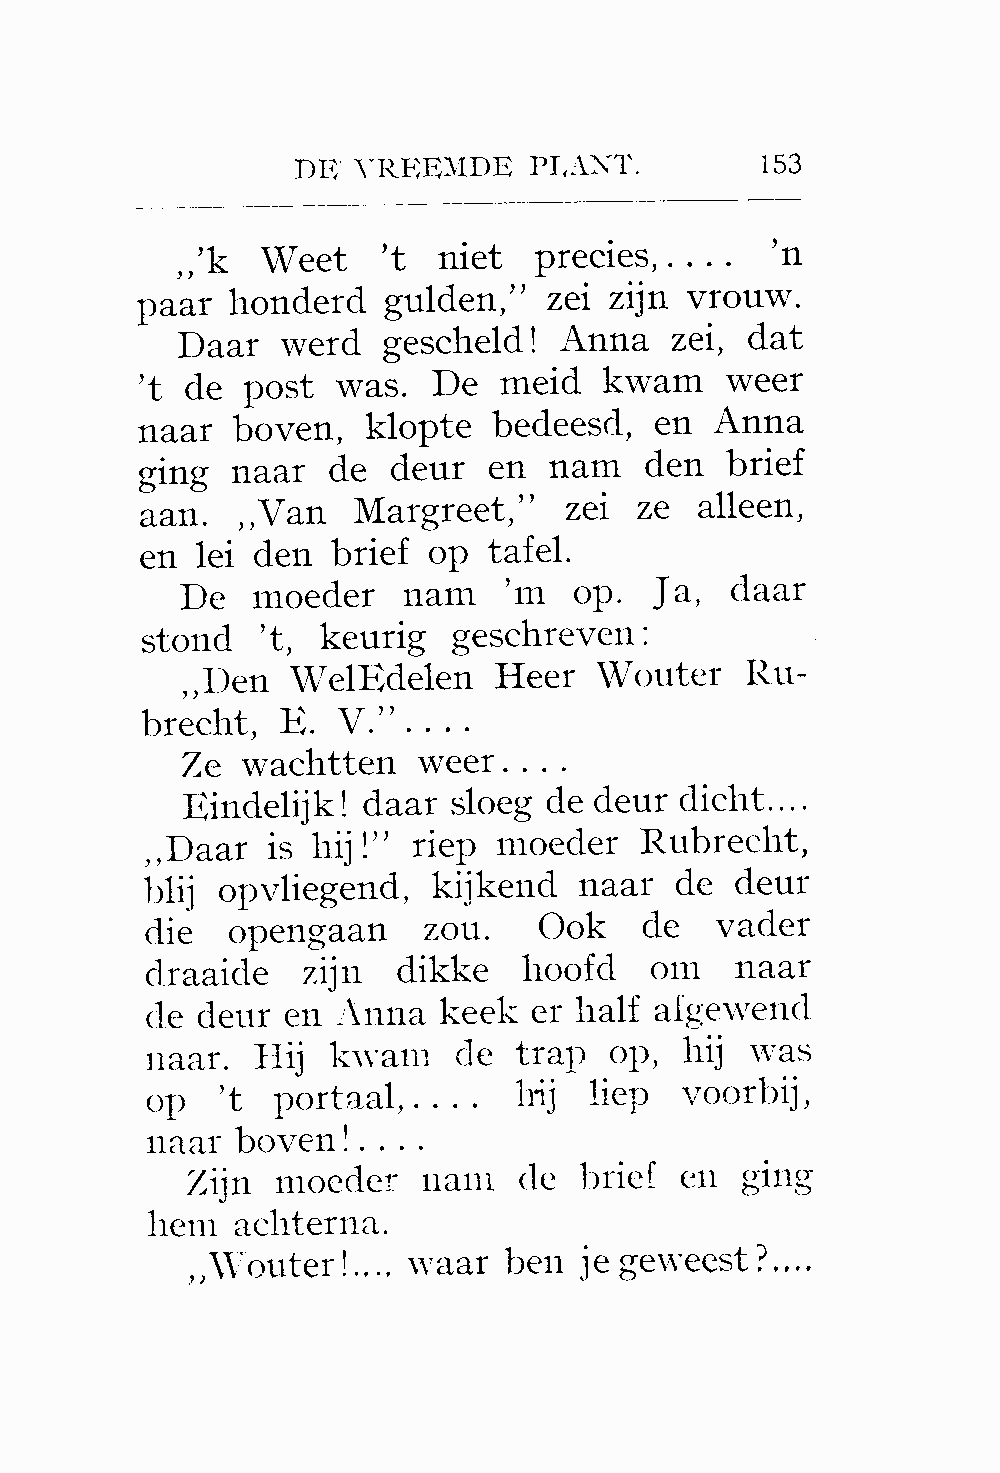 DE VREEMDE PLANT. 153
„’k Weet ’t niet precies,.... ’n
paar honderd gulden,” zei zijn vrouw.
Daar werd gescheld! Anna zei, dat
’t de post was. De meid kwam weer
naar boven, klopte bedeesd, en Anna
ging naar de deur en nam den brief
aan. „Van Margreet,” zei ze alleen,
en lei den brief op tafel.
De moeder nam ’m op. Ja, daar
stond ’t, keurig geschreven:
„Den WelEdelen Heer Wouter Ru-
brecht, E. V.”....
Ze wachtten weer....
Eindelijk! daar sloeg de deur dicht....
„Daar is hij!” riep moeder Rubrecht,
blij opvliegend, kijkend naar de deur
die opengaan zou. Ook de vader
draaide zijn dikke hoofd om naar
de deur en Anna keek er half afgewend
naar. Hij kwam de trap op, hij was
op ’t portaal,.... hij liep voorbij,
naar boven!....
Zijn moeder nam de brief en ging
hem achterna.
„Wouter!.... waar ben je geweest?....